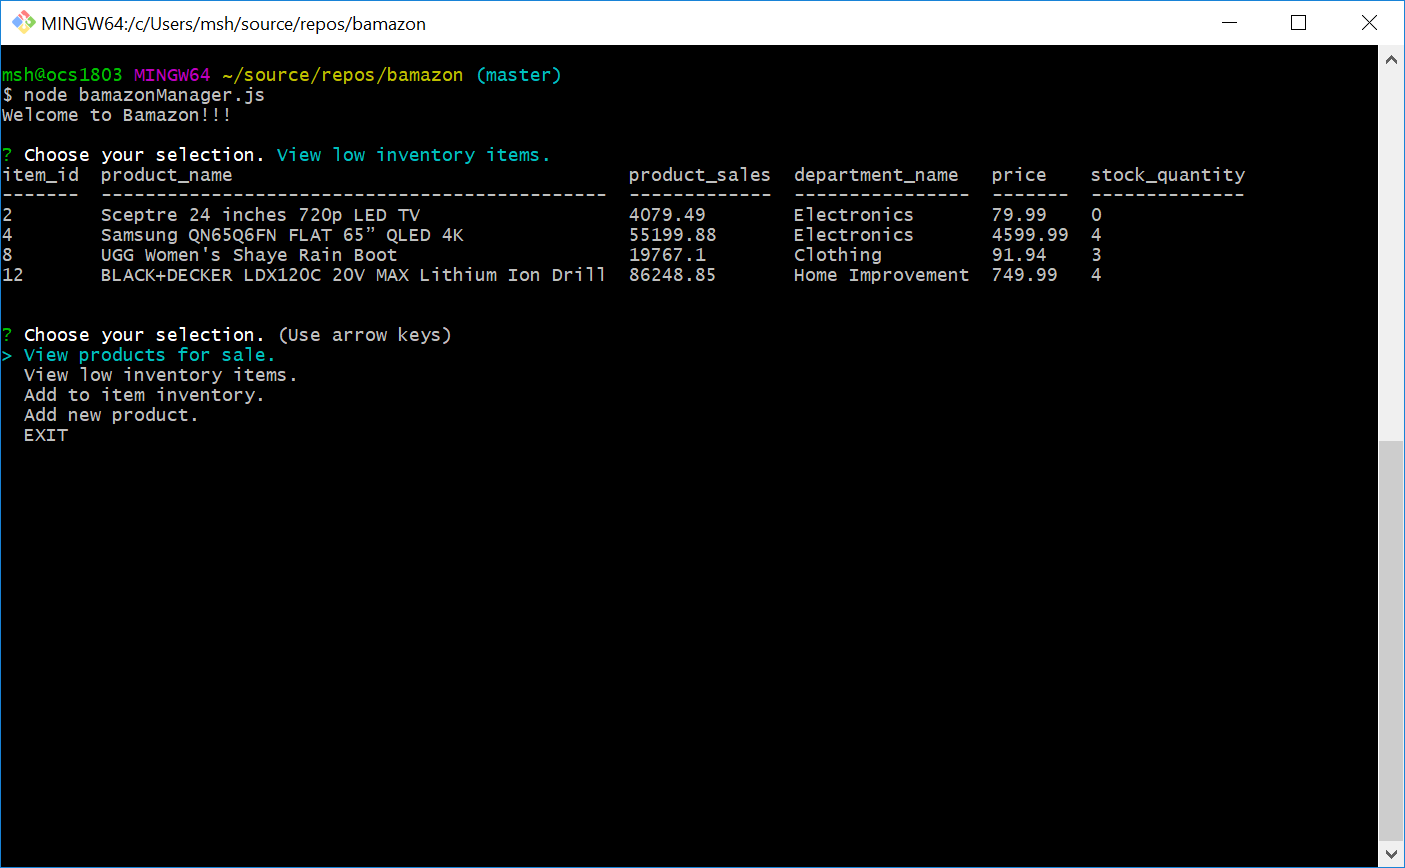 MINGW64:/c/Users/msh/source/repos/bamazon
msh@ocs1803 MINGW64 ~/source/repos/bamazon (master)
$ node bamazonManager.js
Welcome to Bamazon!!!
? Choose your selection. View low inventory items.
item_id  product_name                                    product_sales  department_name   price    stock_quantity
-------  ----------------------------------------------  -------------  ----------------  -------  --------------
2        Sceptre 24 inches 720p LED TV                   4079.49        Electronics       79.99    0
4        Samsung QN65Q6FN FLAT 65” QLED 4K               55199.88       Electronics       4599.99  4
8        UGG Women's Shaye Rain Boot                     19767.1        Clothing          91.94    3
12       BLACK+DECKER LDX120C 20V MAX Lithium Ion Drill  86248.85       Home Improvement  749.99   4
? Choose your selection. (Use arrow keys)
> View products for sale.
  View low inventory items.
  Add to item inventory.
  Add new product.
  EXIT